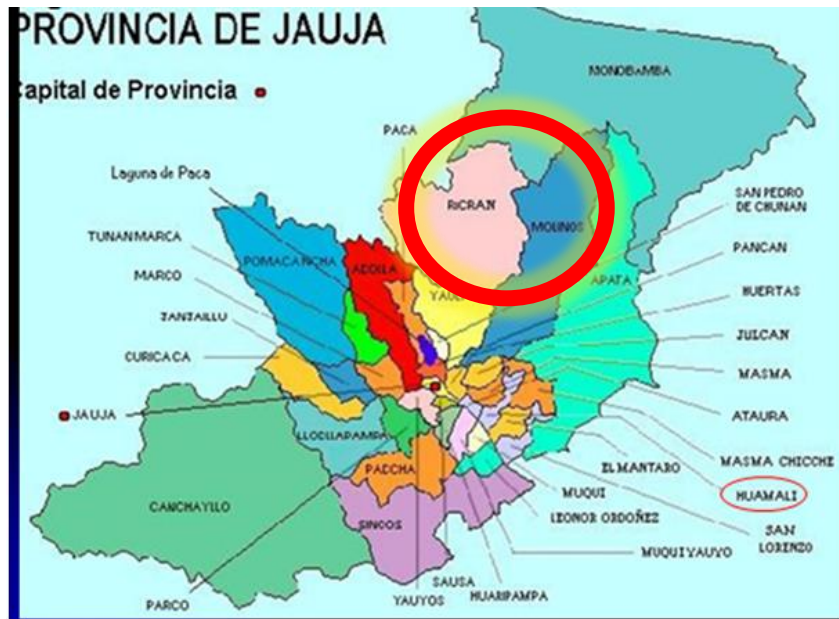 PROVINCIA DE JAUJA
Capital de Provincia
MONOBAMBA
PACA
Laguna de Paca
RICRAN
SAN PEDRO
DE CHUNAN
TUNANMARCA
MOLINOS
POMACANCHA
PANCAN
ACOLLA
MARCO
YAULI
APATA
HUERTAS
JANJAILLU
JULCAN
CURICACA
MASMA
JAUJA
ATAURA
LLOCLLAPAMPA
MASMA CHICCHE
EL MANTARO
PACCHA
HUAMALI
MUQUI
CANCHAYLLO
LEONOR ORDOÑEZ
SINCOS
SAN
LORENZO
MUQUIYAUYO
SAUSA
HUARIPAMPA
YAUYOS
PARCO